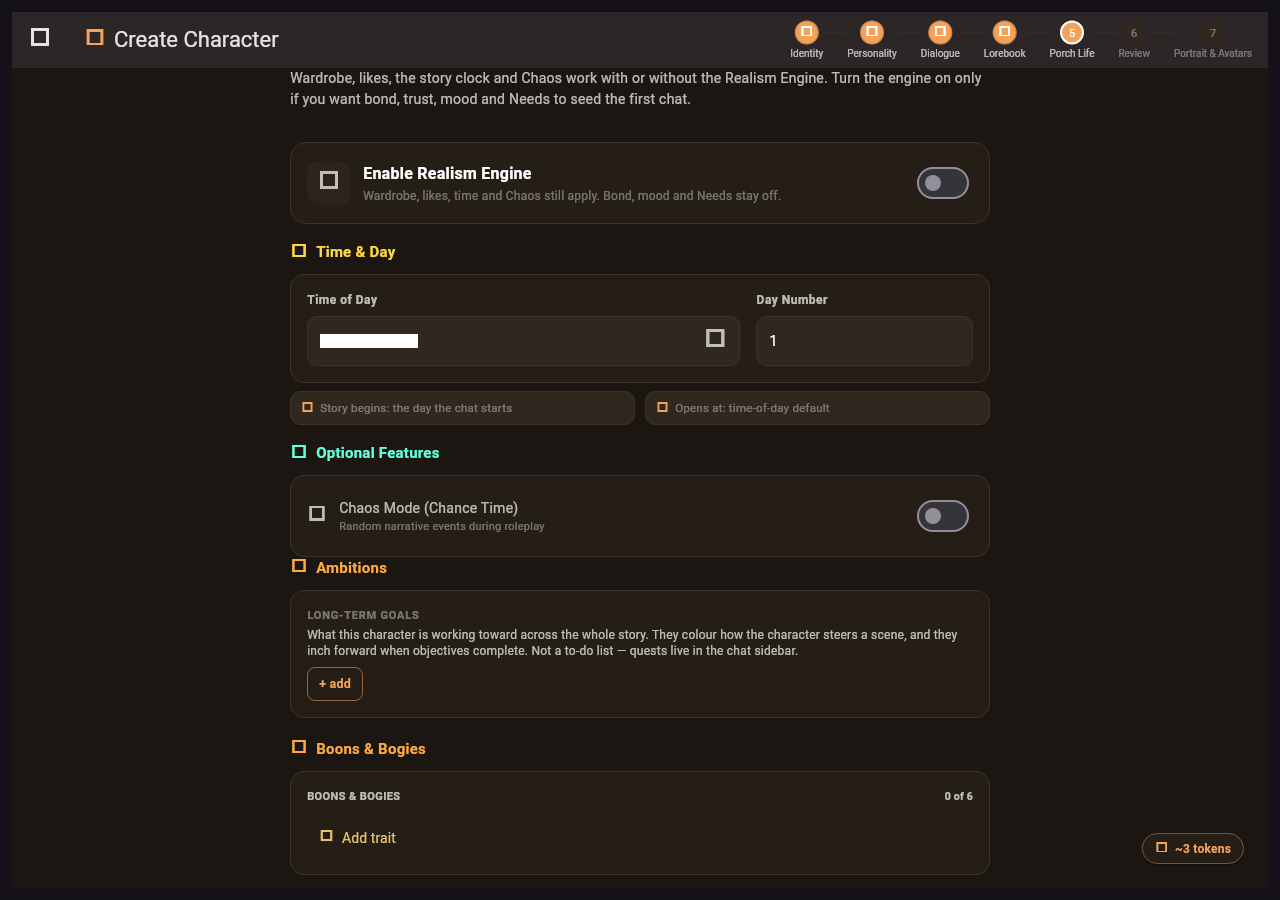 Create Character
Identity
Personality
Dialogue
Lorebook
5
Porch Life
6
Review
7
Portrait & Avatars
Wardrobe, likes, the story clock and Chaos work with or without the Realism Engine. Turn the engine on only
if you want bond, trust, mood and Needs to seed the first chat.
Enable Realism Engine
Wardrobe, likes, time and Chaos still apply. Bond, mood and Needs stay off.
Time & Day
Time of Day
Day Number
1
Story begins: the day the chat starts
Opens at: time-of-day default
Optional Features
Chaos Mode (Chance Time)
Random narrative events during roleplay
Ambitions
LONG-TERM GOALS
What this character is working toward across the whole story. They colour how the character steers a scene, and they
inch forward when objectives complete. Not a to-do list — quests live in the chat sidebar.
+ add
Boons & Bogies
BOONS & BOGIES
0 of 6
Add trait
~3 tokens